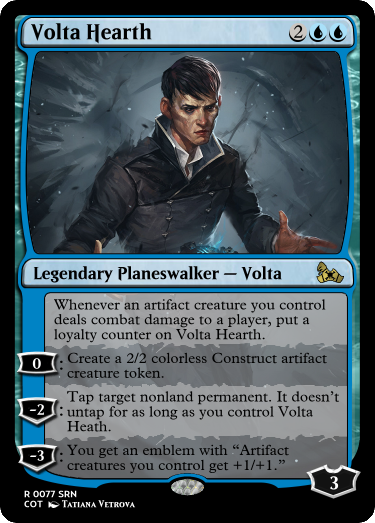 Volta Hearth 2
Legendary Planeswalker — Volta
Whenever an artifact creature you control
deals combat damage to a player, put a
loyalty counter on Volta Hearth.
0 : Create a 2/2 colorless Construct artifact
creature token.
-2 : Tap target nonland permanent. It doesn't
untap for as long as you control Volta
Heath.
-3 : You get an emblem with “Artifact
creatures you control get +1/+1.”
3
R 0077 SRN
COT Tatiana Vetrova